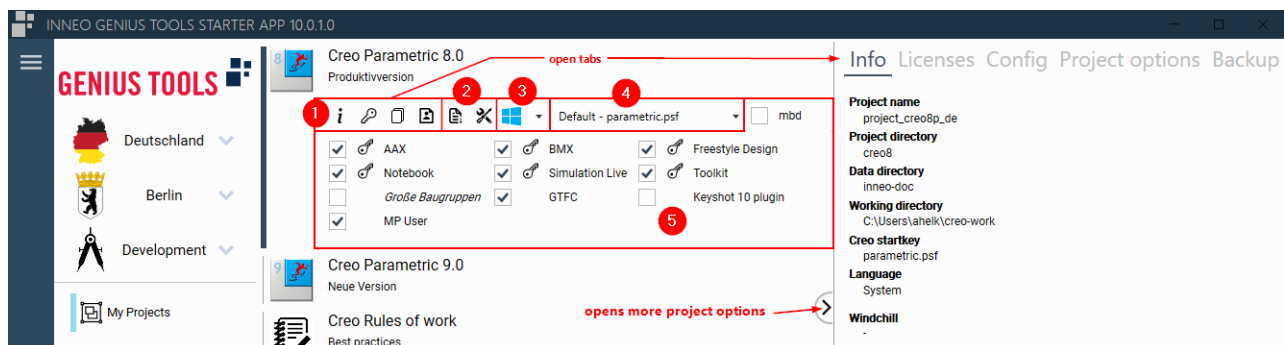 INNEO GENIUS TOOLS STARTER APP 10.0.1.0
GENIUS TOOLS
Deutschland
Berlin
Development
My Projects
8
Creo Parametric 8.0
Produktivversion
open tabs
1
2
3
4
Default - parametric.psf
mbd
AAX
BMX
Freestyle Design
Notebook
Simulation Live
Toolkit
Große Baugruppen
GTFC
Keyshot 10 plugin
MP User
5
9
Creo Parametric 9.0
Neue Version
opens more project options
Creo Rules of work
Best practices
Info Licenses Config Project options Backup
Project name
project_creo8p_de
Project directory
creo8
Data directory
inneo-doc
Working directory
C:\Users\ahelk\creo-work
Creo startkey
parametric.psf
Language
System
Windchill
-